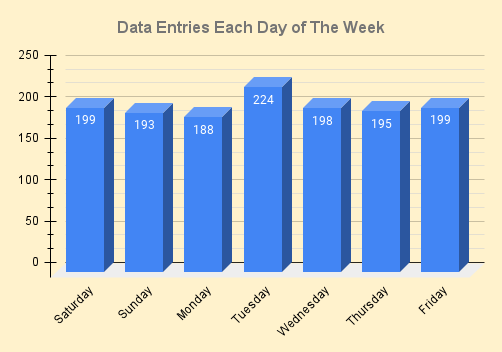 Data Entries Each Day of The Week
250
200
150
100
50
0
199
193
188
224
198
195
199
Saturday
Sunday
Monday
Tuesday
Wednesday
Thursday
Friday